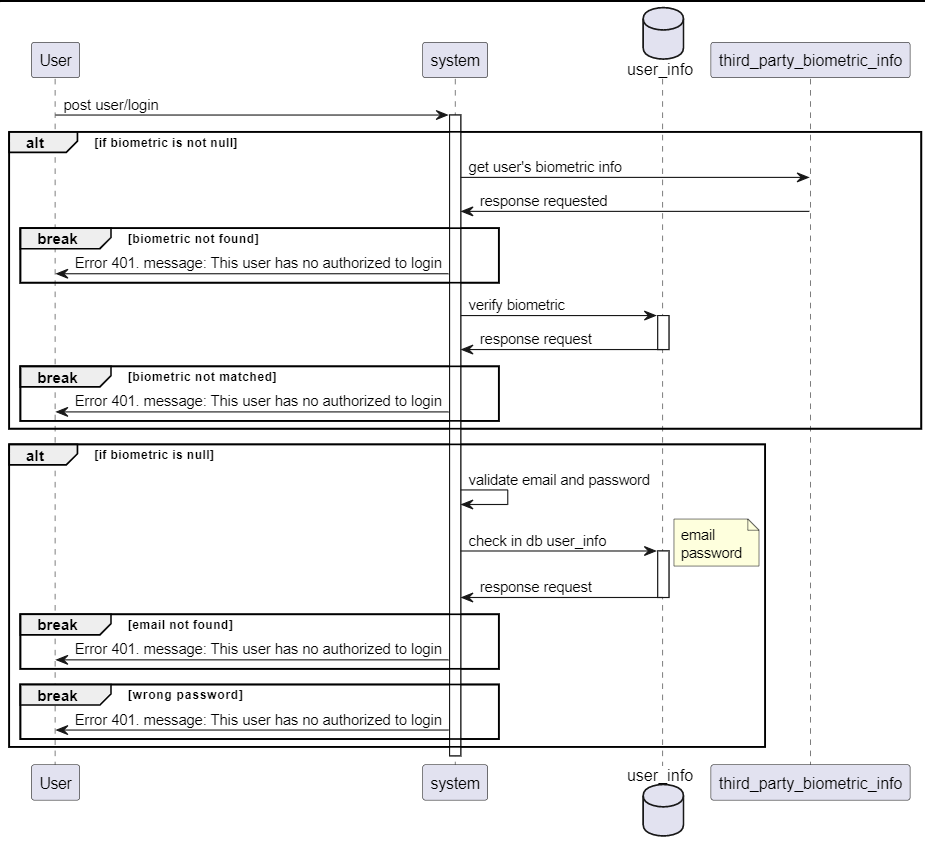 User
system
user_info
third_party_biometric_info
post user/login
alt
[if biometric is not null]
get user's biometric info
response requested
break
[biometric not found]
Error 401. message: This user has no authorized to login
verify biometric
response request
break
[biometric not matched]
Error 401. message: This user has no authorized to login
alt
[if biometric is null]
validate email and password
check in db user_info
email
password
response request
break
[email not found]
Error 401. message: This user has no authorized to login
break
[wrong password]
Error 401. message: This user has no authorized to login
User
system
user_info
third_party_biometric_info